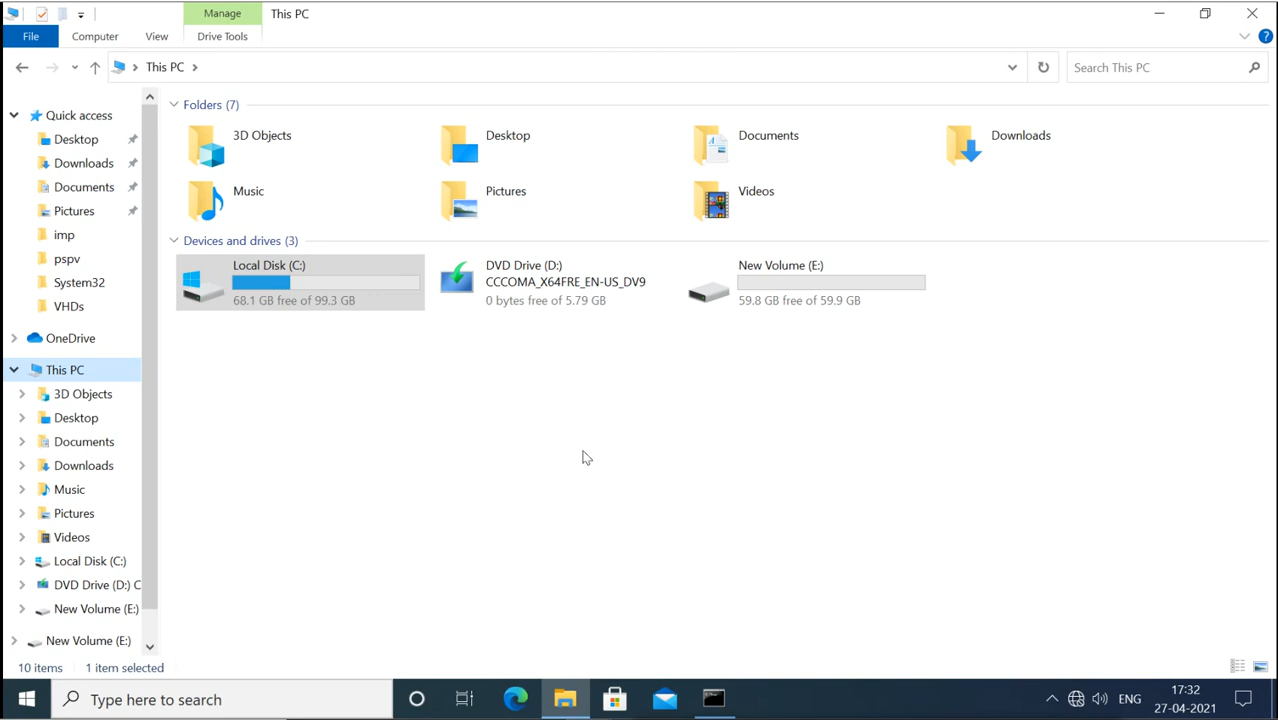 Manage
This PC
File
Computer
View
Drive Tools
This PC
Search This PC
Quick access
Desktop
Downloads
Documents
Pictures
imp
pspv
System32
VHDs
OneDrive
This PC
3D Objects
Desktop
Documents
Downloads
Music
Pictures
Videos
Local Disk (C:)
DVD Drive (D:) C
New Volume (E:)
New Volume (E:)
Folders (7)
3D Objects
Desktop
Documents
Downloads
Music
Pictures
Videos
Devices and drives (3)
Local Disk (C:)
68.1 GB free of 99.3 GB
DVD Drive (D:)
CCCOMA_X64FRE_EN-US_DV9
0 bytes free of 5.79 GB
New Volume (E:)
59.8 GB free of 59.9 GB
10 items
1 item selected
Type here to search
ENG
17:32
27-04-2021